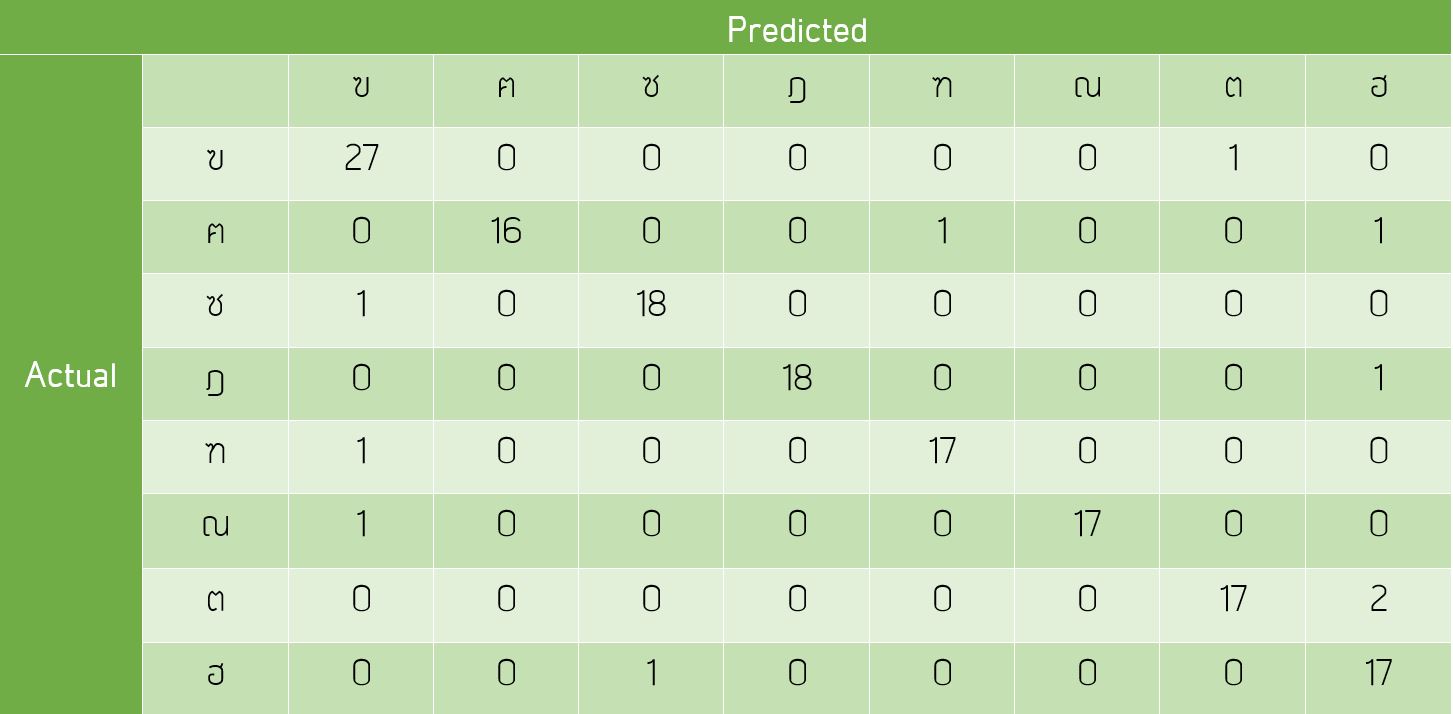 Predicted
ฃ ฅ ซ ฎ ฑ ณ ต ฮ
ฃ 27 0 0 0 0 0 1 0
ฅ 0 16 0 0 1 0 0 1
ซ 1 0 18 0 0 0 0 0
Actual
ฎ 0 0 0 18 0 0 0 1
ฑ 1 0 0 0 17 0 0 0
ณ 1 0 0 0 0 17 0 0
ต 0 0 0 0 0 0 17 2
ฮ 0 0 1 0 0 0 0 17